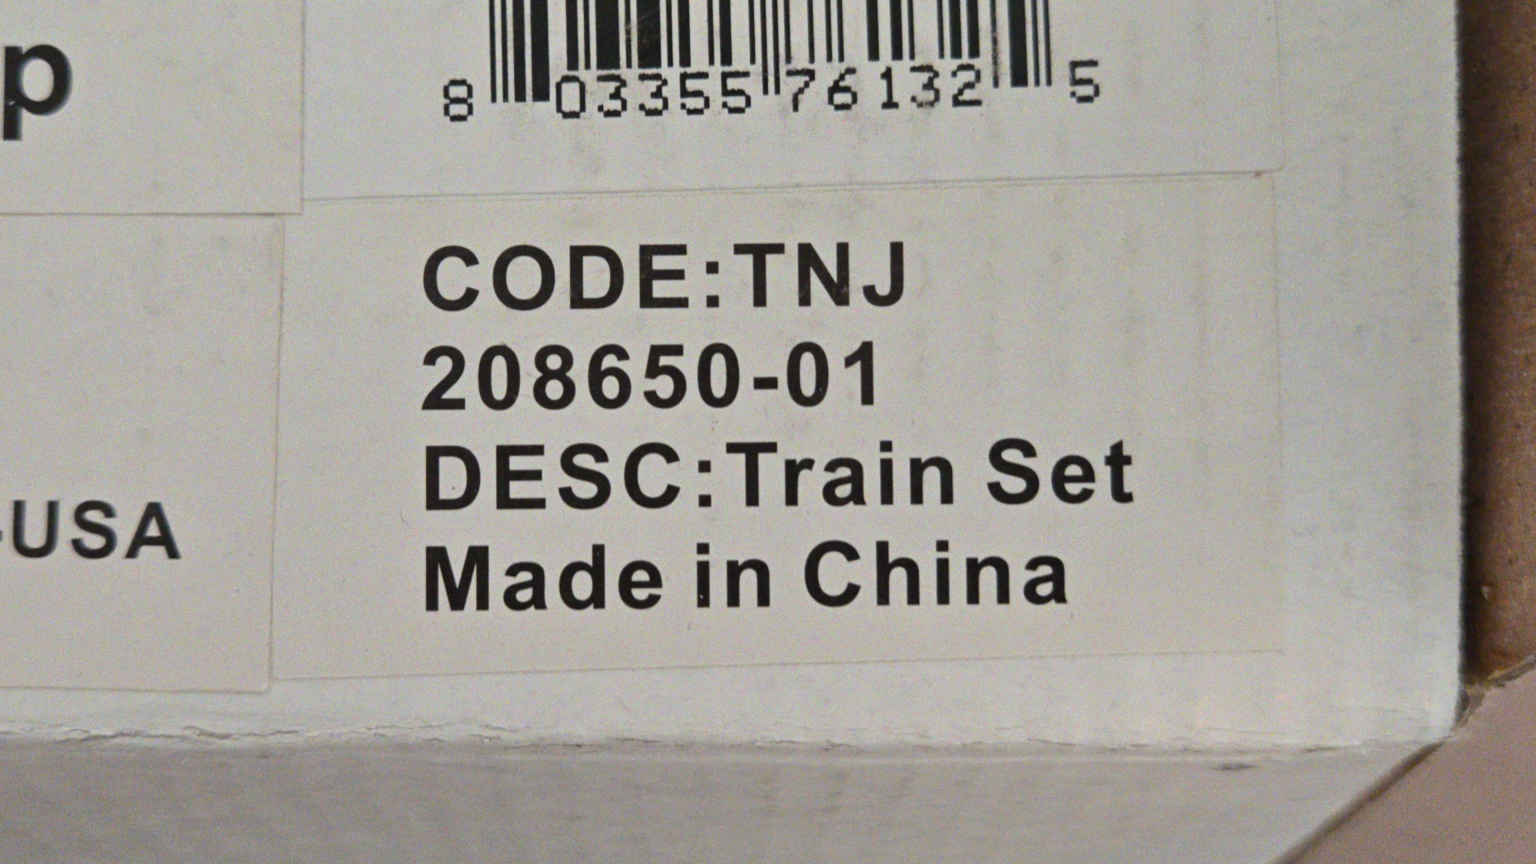 p
8 03355 76132 5
CODE:TNJ
208650-01
DESC:Train Set
-USA
Made in China